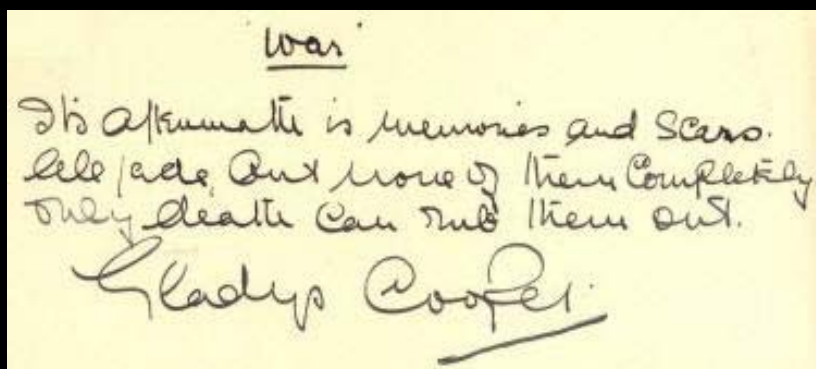 War
Its aftermath is memories and scars.
All fade, but none of them completely
only death can rub them out.
Gladys Cooper.